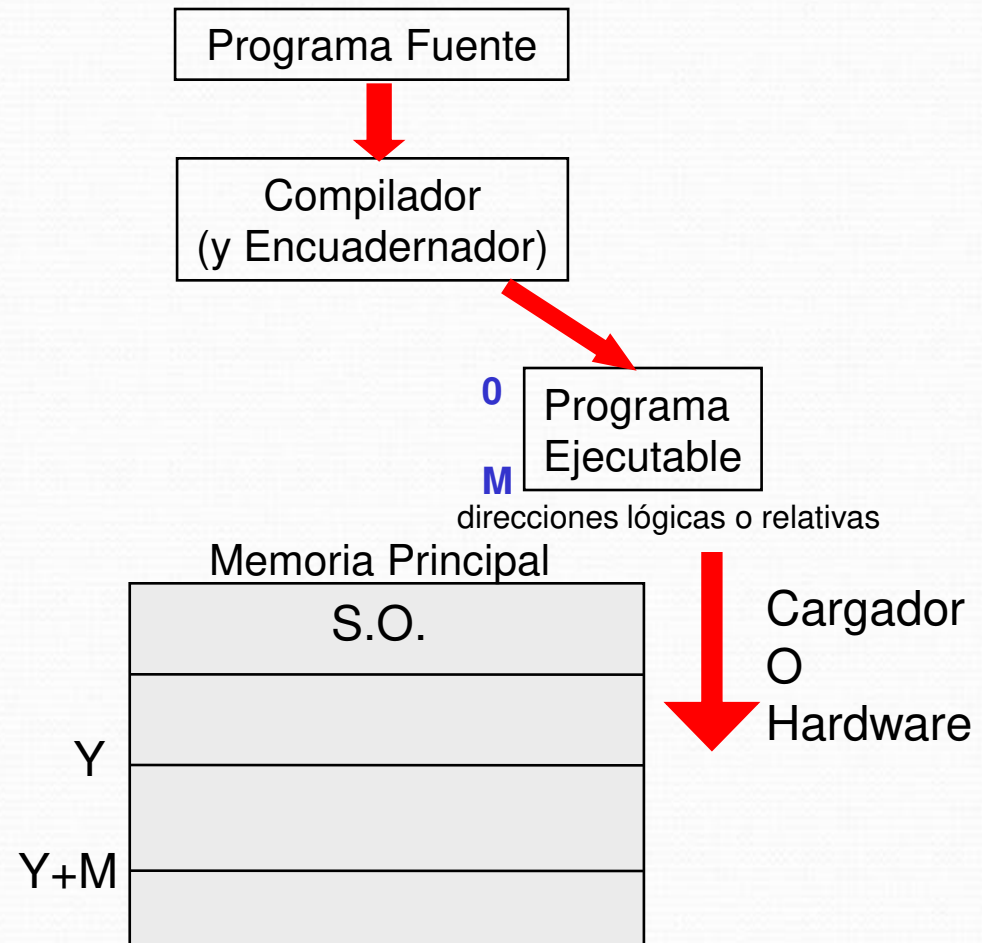 Programa Fuente
Compilador
(y Encuadernador)
0
Programa
Ejecutable
M
direcciones lógicas o relativas
Memoria Principal
S.O.
Cargador
O
Hardware
Y
Y+M